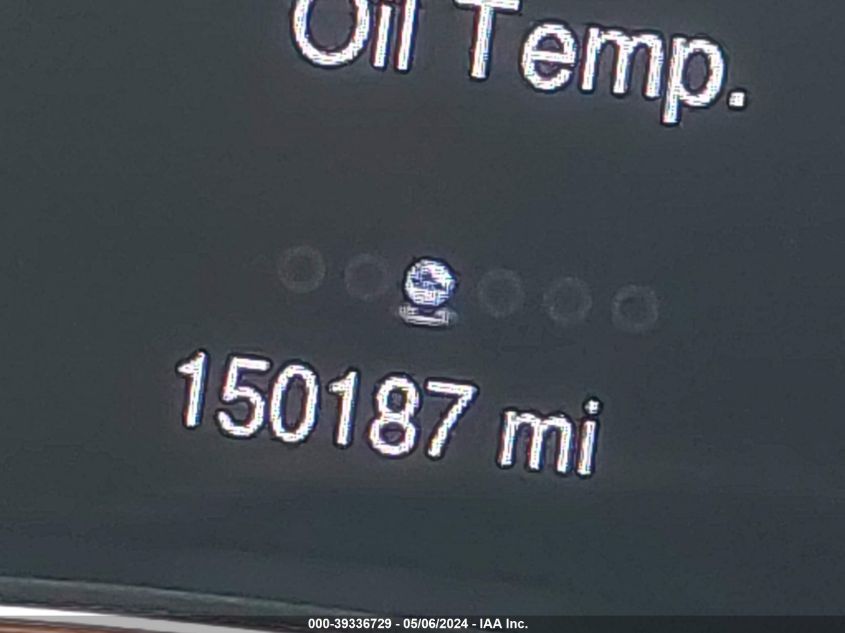 Oil Temp.
150187 mi
000-39336729 - 05/06/2024 - IAA Inc.